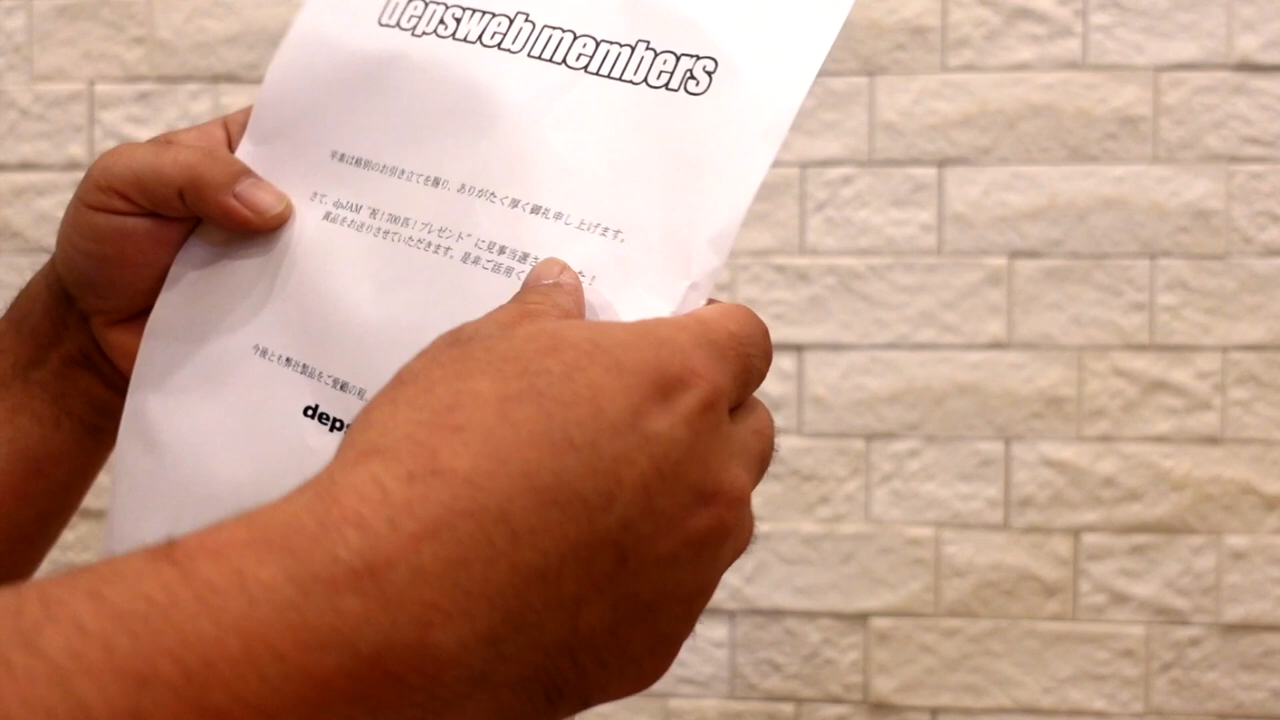 depsweb members
平素は格別のお引き立てを賜り、ありがたく厚く御礼申し上げます。
さて、dpJAM "祝！700匹！プレゼント" に見事当選さ た！
賞品をお送りさせていただきます。是非ご活用く
今後とも弊社製品をご愛顧の程、
deps